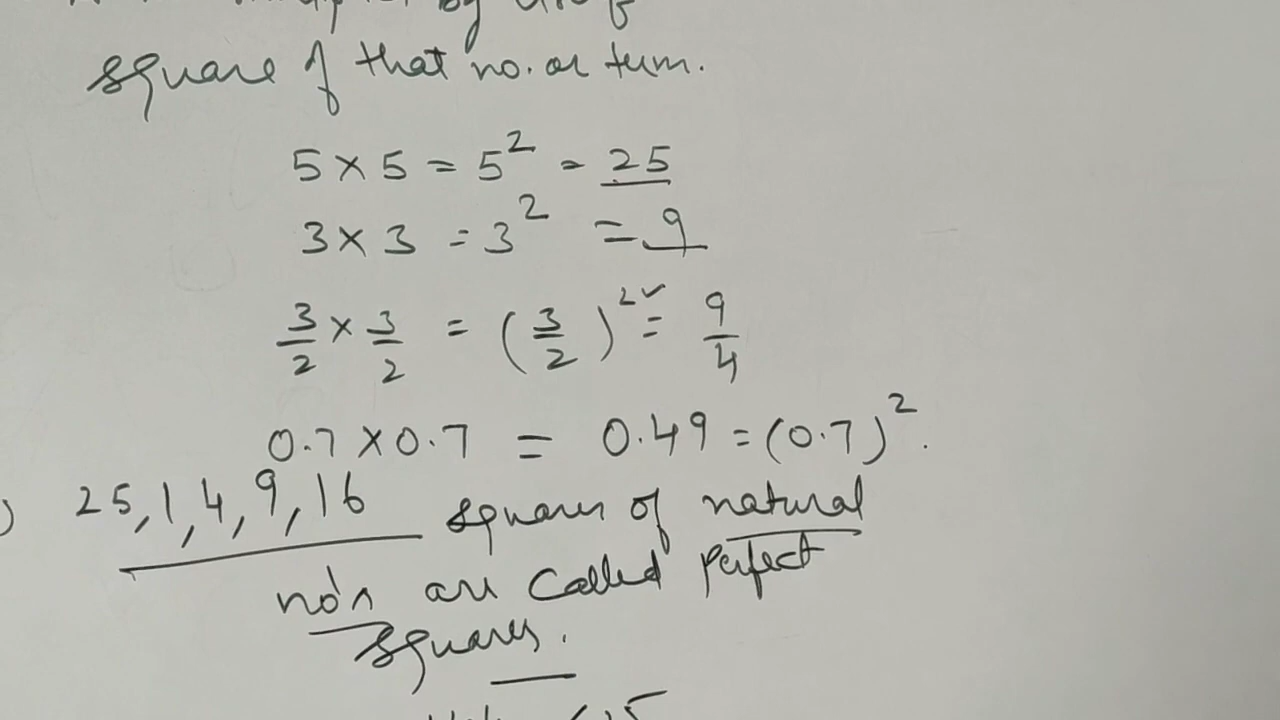 by
square of that no. or term.
5 × 5 = 5² = 25
3 × 3 = 3² = 9
3/2 × 3/2 = (3/2)² = 9/4
0.7 × 0.7 = 0.49 = (0.7)².
) 25, 1, 4, 9, 16 squares of natural
no's are called perfect
squares.